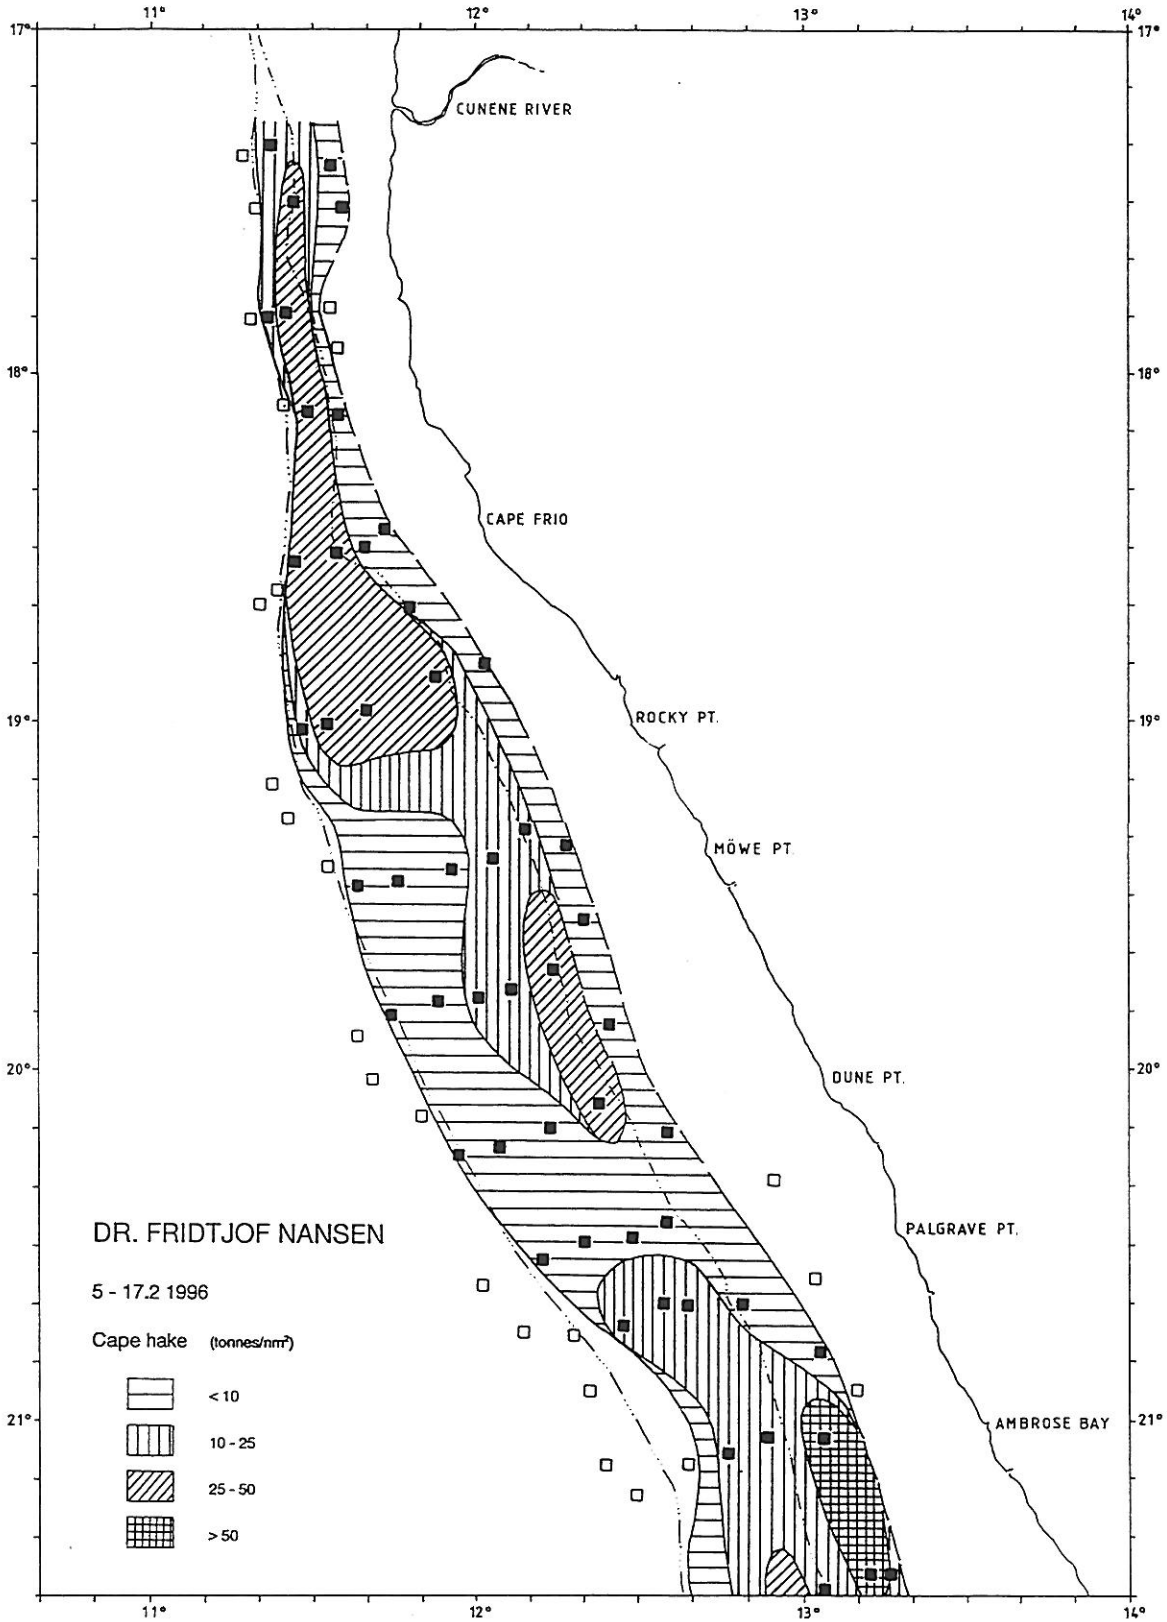 11° 12° 13° 14°
17° 17°
CUNENE RIVER
18° 18°
CAPE FRIO
19° 19°
ROCKY PT.
MÖWE PT.
20° 20°
DUNE PT.
PALGRAVE PT.
DR. FRIDTJOF NANSEN
5 - 17.2 1996
Cape hake (tonnes/nm²)
< 10
21° 21°
AMBROSE BAY
10 - 25
25 - 50
> 50
11° 12° 13° 14°